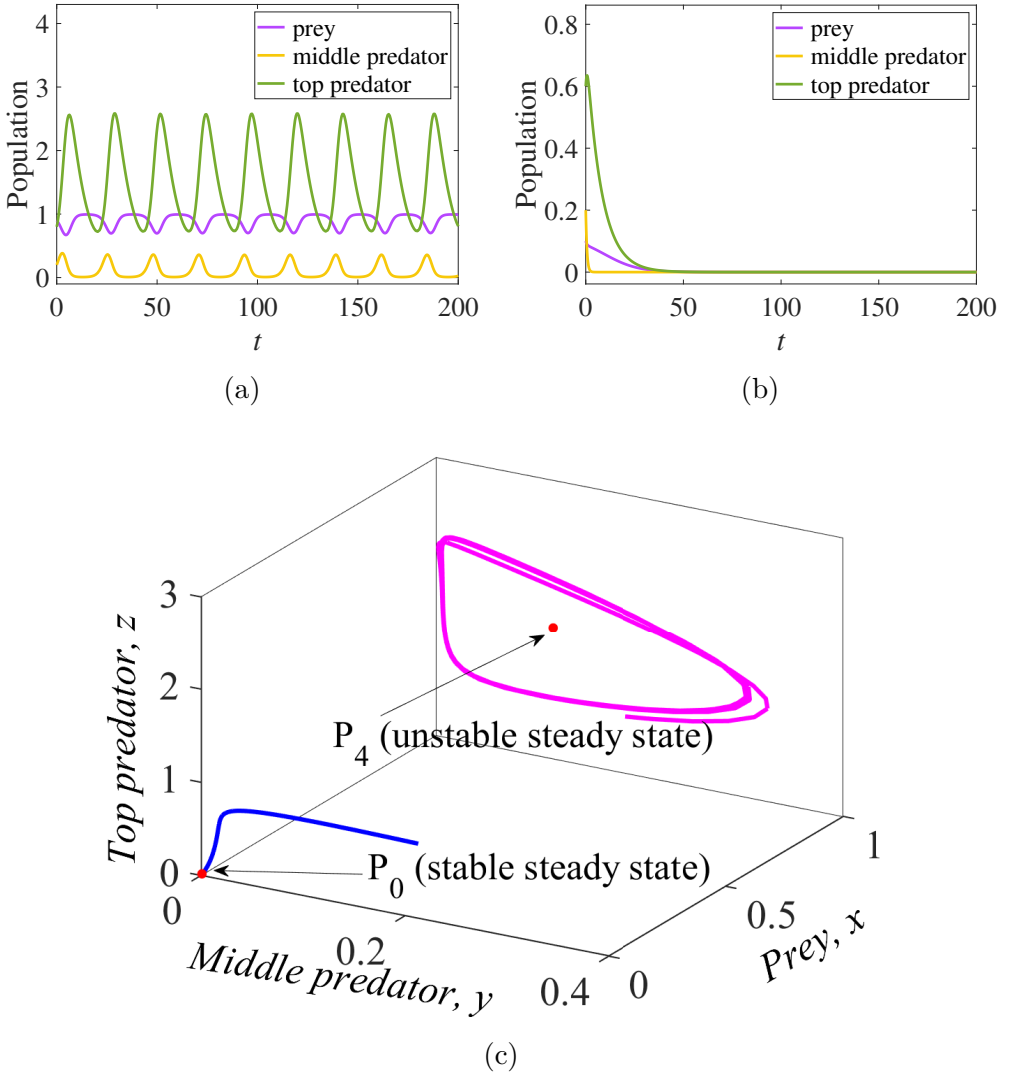 prey
middle predator
top predator
Population
4
3
2
1
0
0 50 100 150 200
t
(a)
prey
middle predator
top predator
Population
0.8
0.6
0.4
0.2
0
0 50 100 150 200
t
(b)
Top predator, z
3
2
1
0
P4 (unstable steady state)
P0 (stable steady state)
0
0.2
0.4
Middle predator, y
0
0.5
1
Prey, x
(c)